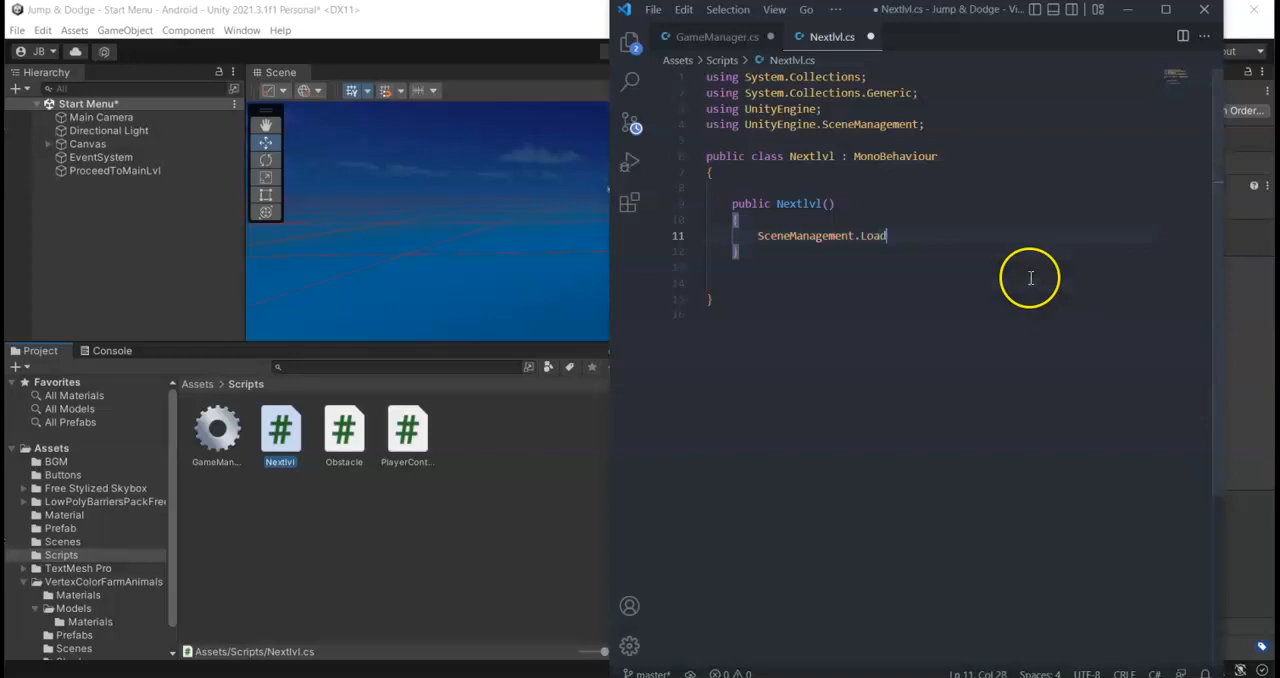 Jump & Dodge - Android - Unity 2021.3.1f1 Personal* <DX11>
File Edit Assets GameObject Component Window Help
JB
Hierarchy
All
Start Menu*
Main Camera
Directional Light
Canvas
EventSystem
ProceedToMainLvl
Scene
File Edit Selection View Go ··· ● Nextlvl.cs - Jump & Dodge - Vi...
GameManager.cs ● Nextlvl.cs ●
Assets > Scripts > Nextlvl.cs
1 using System.Collections;
2 using System.Collections.Generic;
3 using UnityEngine;
4 using UnityEngine.SceneManagement;
5
6 public class Nextlvl : MonoBehaviour
7 {
8
9 public Nextlvl()
10 {
11 SceneManagement.Load
12 }
13
14
15 }
16
2
out
n Order...
Project Console
Favorites
All Materials
All Models
All Prefabs
Assets
BGM
Buttons
Free Stylized Skybox
LowPolyBarriersPackFree
Material
Prefab
Scenes
Scripts
TextMesh Pro
VertexColorFarmAnimals
Materials
Models
Materials
Prefabs
Scenes
Assets > Scripts
GameMan... Nextlvl Obstacle PlayerCont...
Assets/Scripts/Nextlvl.cs
master* 0 0 Ln 11, Col 28 Spaces: 4 UTF-8 CRLF C#